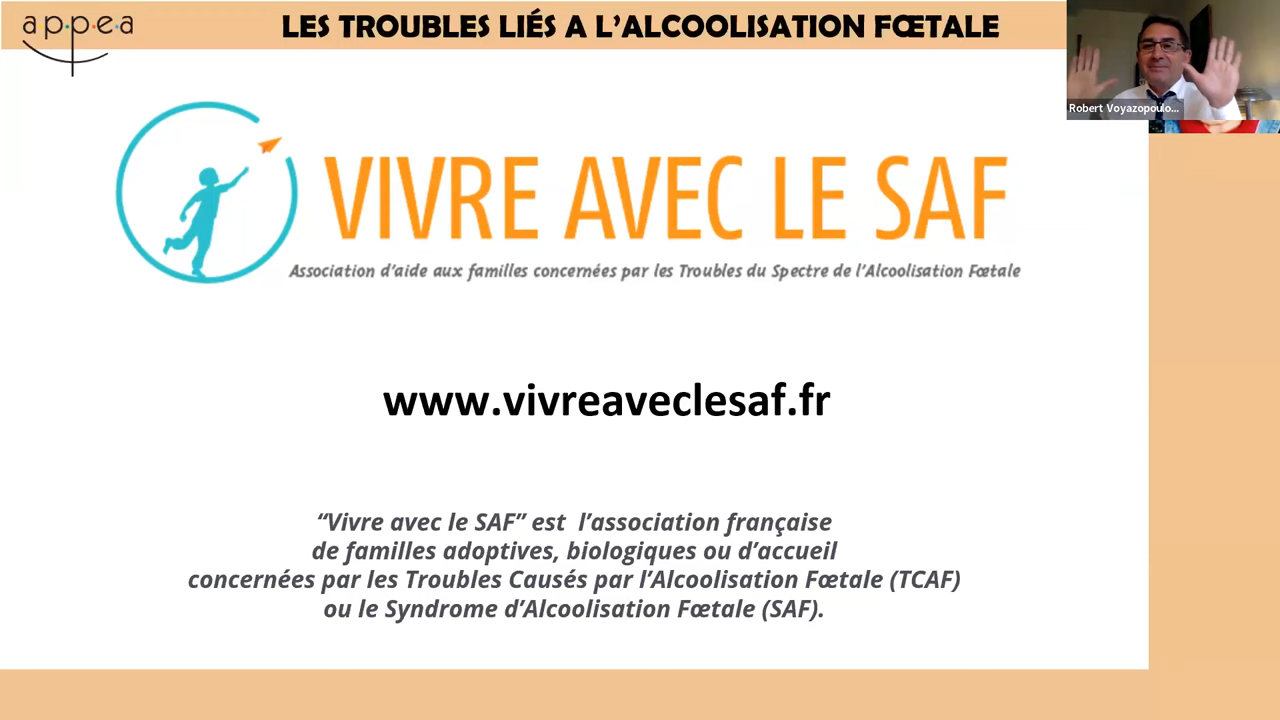 appea
LES TROUBLES LIÉS A L’ALCOOLISATION FŒTALE
Robert Voyazopoulo...
VIVRE AVEC LE SAF
Association d’aide aux familles concernées par les Troubles du Spectre de l’Alcoolisation Fœtale
www.vivreaveclesaf.fr
“Vivre avec le SAF” est l’association française
de familles adoptives, biologiques ou d’accueil
concernées par les Troubles Causés par l’Alcoolisation Fœtale (TCAF)
ou le Syndrome d’Alcoolisation Fœtale (SAF).